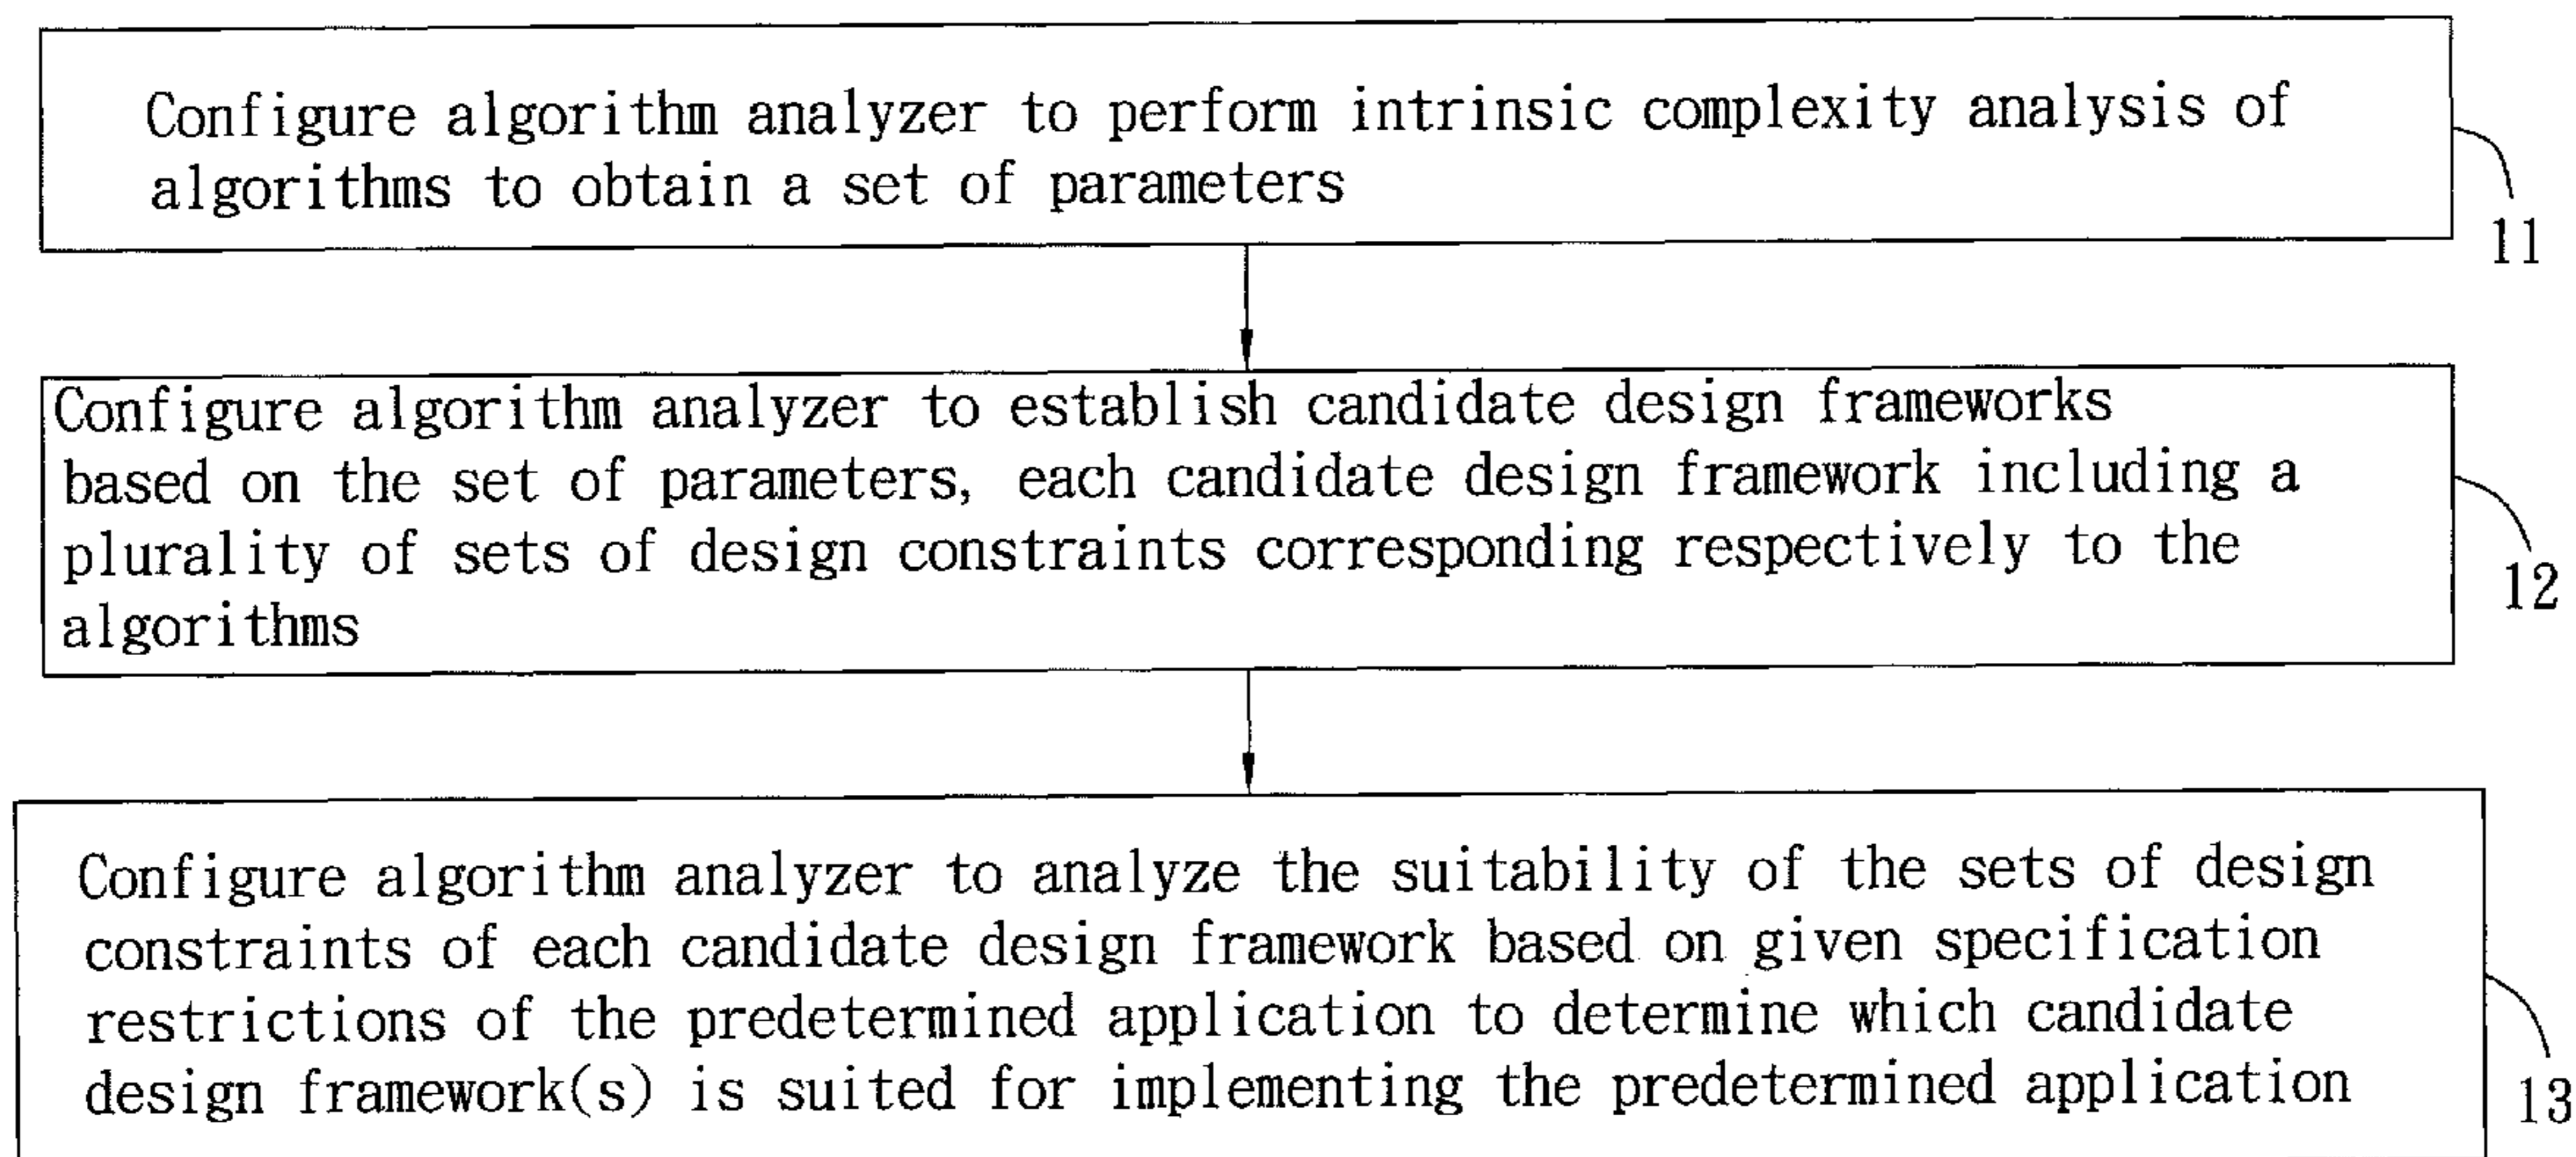 Configure algorithm analyzer to perform intrinsic complexity analysis of
algorithms to obtain a set of parameters
11
Configure algorithm analyzer to establish candidate design frameworks
based on the set of parameters, each candidate design framework including a
plurality of sets of design constraints corresponding respectively to the
algorithms
12
Configure algorithm analyzer to analyze the suitability of the sets of design
constraints of each candidate design framework based on given specification
restrictions of the predetermined application to determine which candidate
design framework(s) is suited for implementing the predetermined application
13